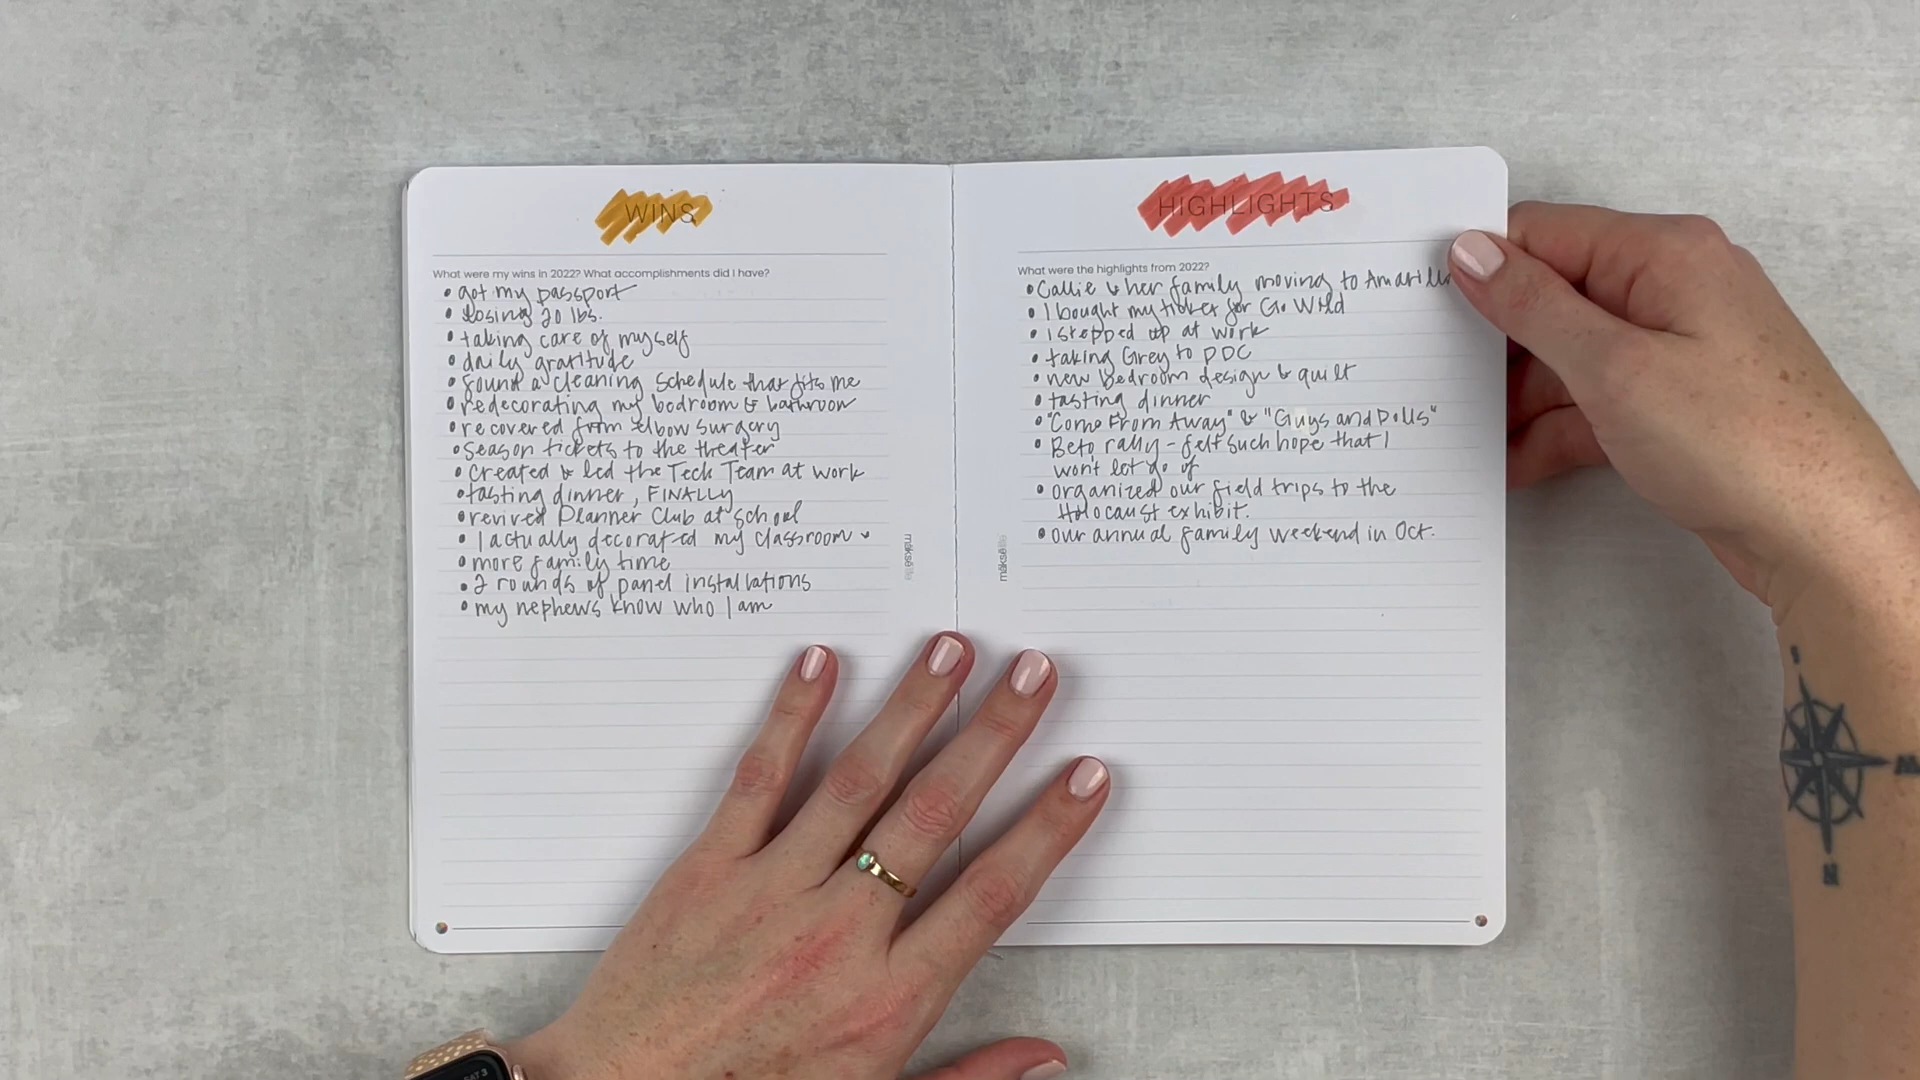 WINS
What were my wins in 2022? What accomplishments did I have?
• got my passport
• Losing 20 lbs.
• taking care of myself
• daily gratitude
• found a cleaning schedule that fits me
• redecorating my bedroom & bathroom
• recovered from elbow surgery
• Season tickets to the theater
• Created & led the Tech Team at work
• tasting dinner, FINALLY
• revived Planner Club at school
• I actually decorated my classroom
• more family time
• 2 rounds of panel installations
• my nephews know who I am
HIGHLIGHTS
What were the highlights from 2022?
• Callie & her family moving to Amarillo
• I bought my ticket for Go Wild
• I stepped up at work
• taking Grey to PDC
• new bedroom design & quilt
• tasting dinner
• "Come From Away" & "Guys and Dolls"
• Beto rally - felt such hope that I
won't let go of
• organized our field trips to the
Holocaust exhibit.
• our annual family weekend in Oct.
N